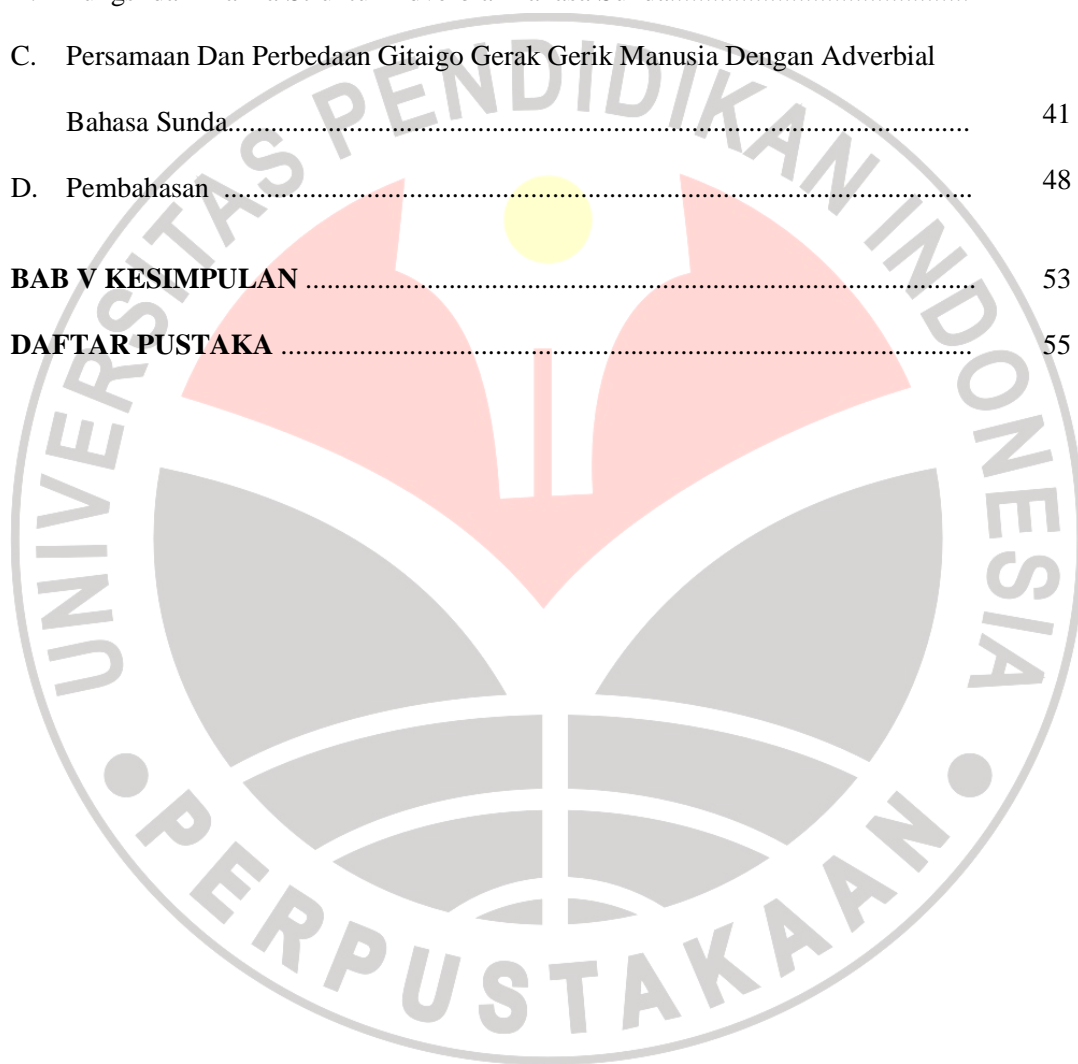 C. Persamaan Dan Perbedaan Gitaigo Gerak Gerik Manusia Dengan Adverbial
Bahasa Sunda.......................................................................................................... 41
D. Pembahasan .......................................................................................................... 48
BAB V KESIMPULAN .............................................................................................. 53
DAFTAR PUSTAKA ................................................................................................. 55
UNIVERSITAS PENDIDIKAN INDONESIA
PERPUSTAKAAN